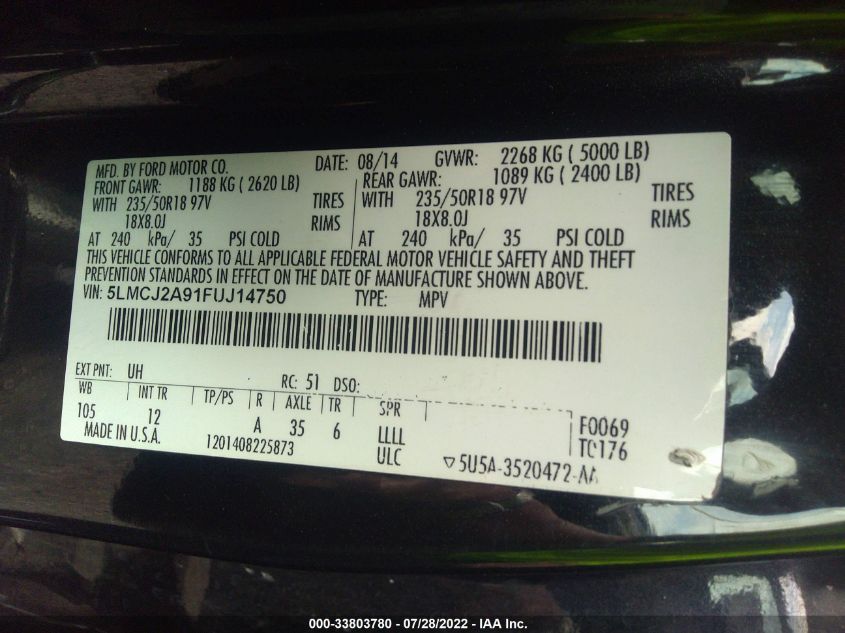 MFD. BY FORD MOTOR CO. DATE: 08/14 GVWR: 2268 KG ( 5000 LB)
FRONT GAWR: 1188 KG ( 2620 LB) REAR GAWR: 1089 KG ( 2400 LB)
WITH 235/50R18 97V TIRES WITH 235/50R18 97V TIRES
18X8.0J RIMS 18X8.0J RIMS
AT 240 kPa/ 35 PSI COLD AT 240 kPa/ 35 PSI COLD
THIS VEHICLE CONFORMS TO ALL APPLICABLE FEDERAL MOTOR VEHICLE SAFETY AND THEFT
PREVENTION STANDARDS IN EFFECT ON THE DATE OF MANUFACTURE SHOWN ABOVE.
VIN: 5LMCJ2A91FUJ14750 TYPE: MPV
EXT PNT: UH RC: 51 DSO:
WB INT TR TP/PS R AXLE TR SPR
105 12 A 35 6 LLLL F0069
MADE IN U.S.A. 1201408225873 ULC T0176
▽5U5A-3520472-AA
000-33803780 - 07/28/2022 - IAA Inc.